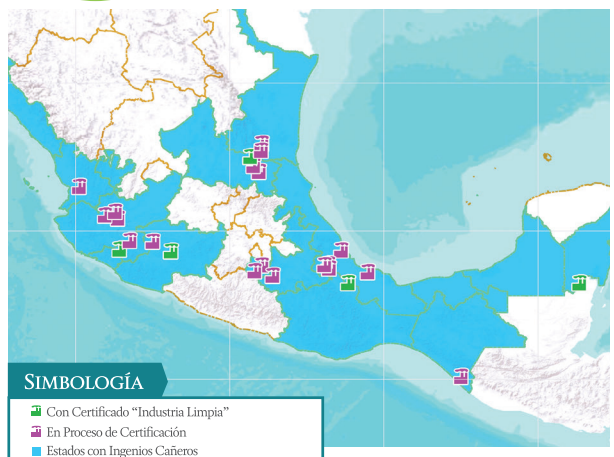 SIMBOLOGÍA
Con Certificado “Industria Limpia”
En Proceso de Certificación
Estados con Ingenios Cañeros